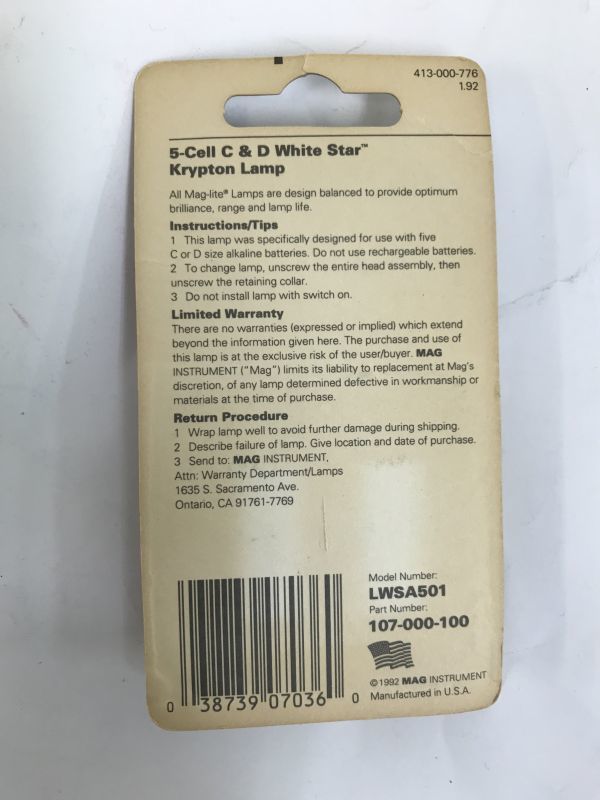 413-000-776
1.92
5-Cell C & D White Star™
Krypton Lamp
All Mag-lite® Lamps are design balanced to provide optimum
brilliance, range and lamp life.
Instructions/Tips
1 This lamp was specifically designed for use with five
C or D size alkaline batteries. Do not use rechargeable batteries.
2 To change lamp, unscrew the entire head assembly, then
unscrew the retaining collar.
3 Do not install lamp with switch on.
Limited Warranty
There are no warranties (expressed or implied) which extend
beyond the information given here. The purchase and use of
this lamp is at the exclusive risk of the user/buyer. MAG
INSTRUMENT ("Mag") limits its liability to replacement at Mag's
discretion, of any lamp determined defective in workmanship or
materials at the time of purchase.
Return Procedure
1 Wrap lamp well to avoid further damage during shipping.
2 Describe failure of lamp. Give location and date of purchase.
3 Send to: MAG INSTRUMENT,
Attn: Warranty Department/Lamps
1635 S. Sacramento Ave.
Ontario, CA 91761-7769
Model Number:
LWSA501
Part Number:
107-000-100
©1992 MAG INSTRUMENT
Manufactured in U.S.A.
0 38739 07036 0